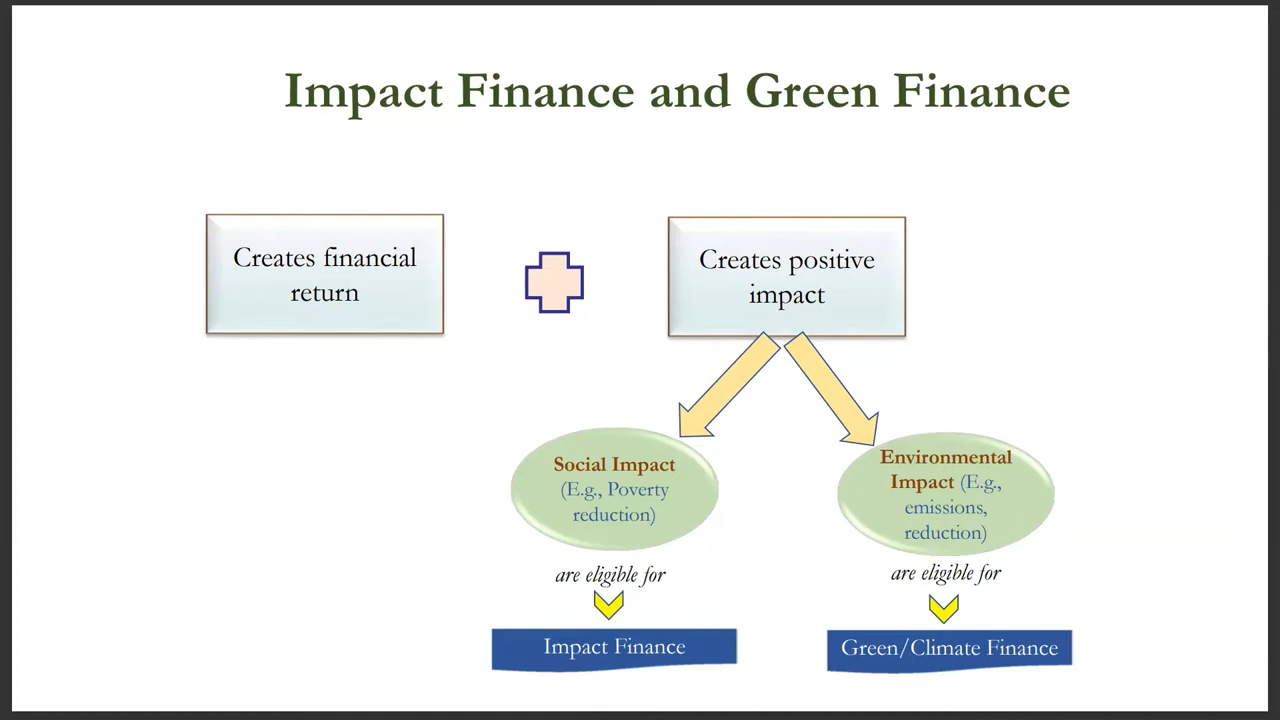 Impact Finance and Green Finance
Creates financial
return
Creates positive
impact
Social Impact
(E.g., Poverty
reduction)
are eligible for
Impact Finance
Environmental
Impact (E.g.,
emissions,
reduction)
are eligible for
Green/Climate Finance